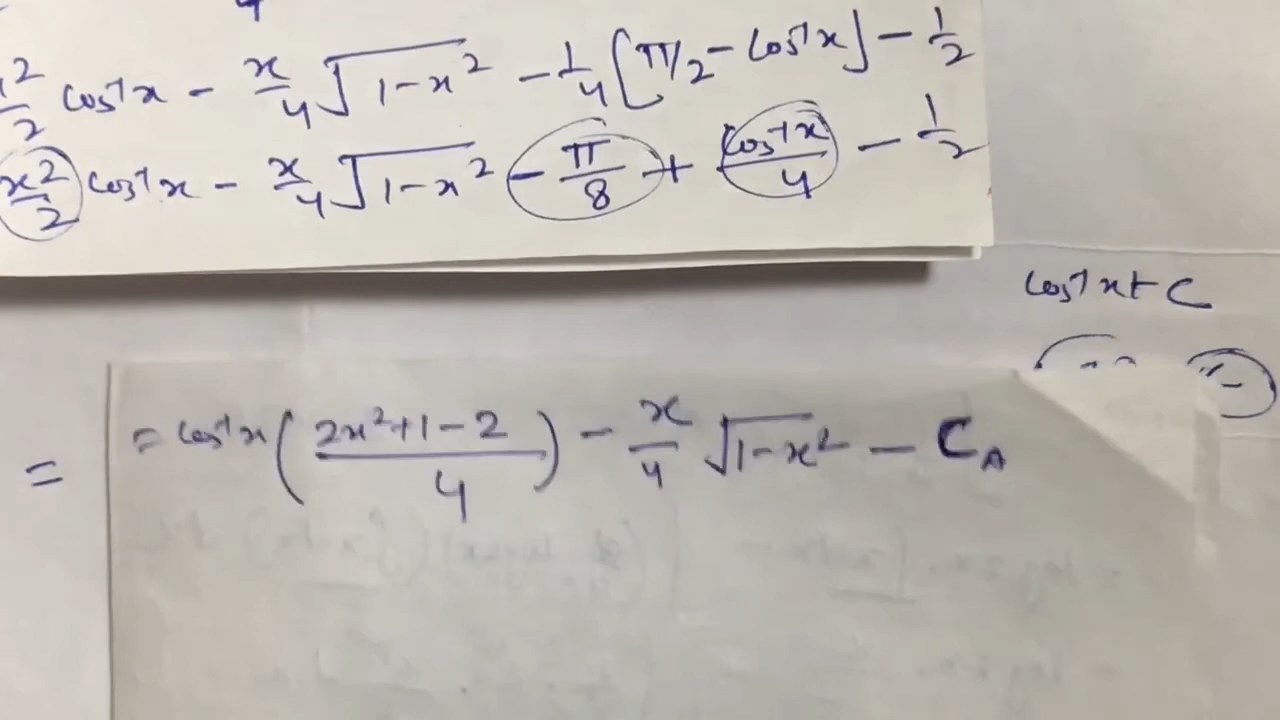 x²/2 cos⁻¹x - x/4 √(1-x²) - 1/4 [π/2 - cos⁻¹x] - 1/2
x²/2 cos⁻¹x - x/4 √(1-x²) - π/8 + cos⁻¹x/4 - 1/2
cos⁻¹x + C
= = cos⁻¹x ( (2x²+1-2)/4 ) - x/4 √(1-x²) - C_A